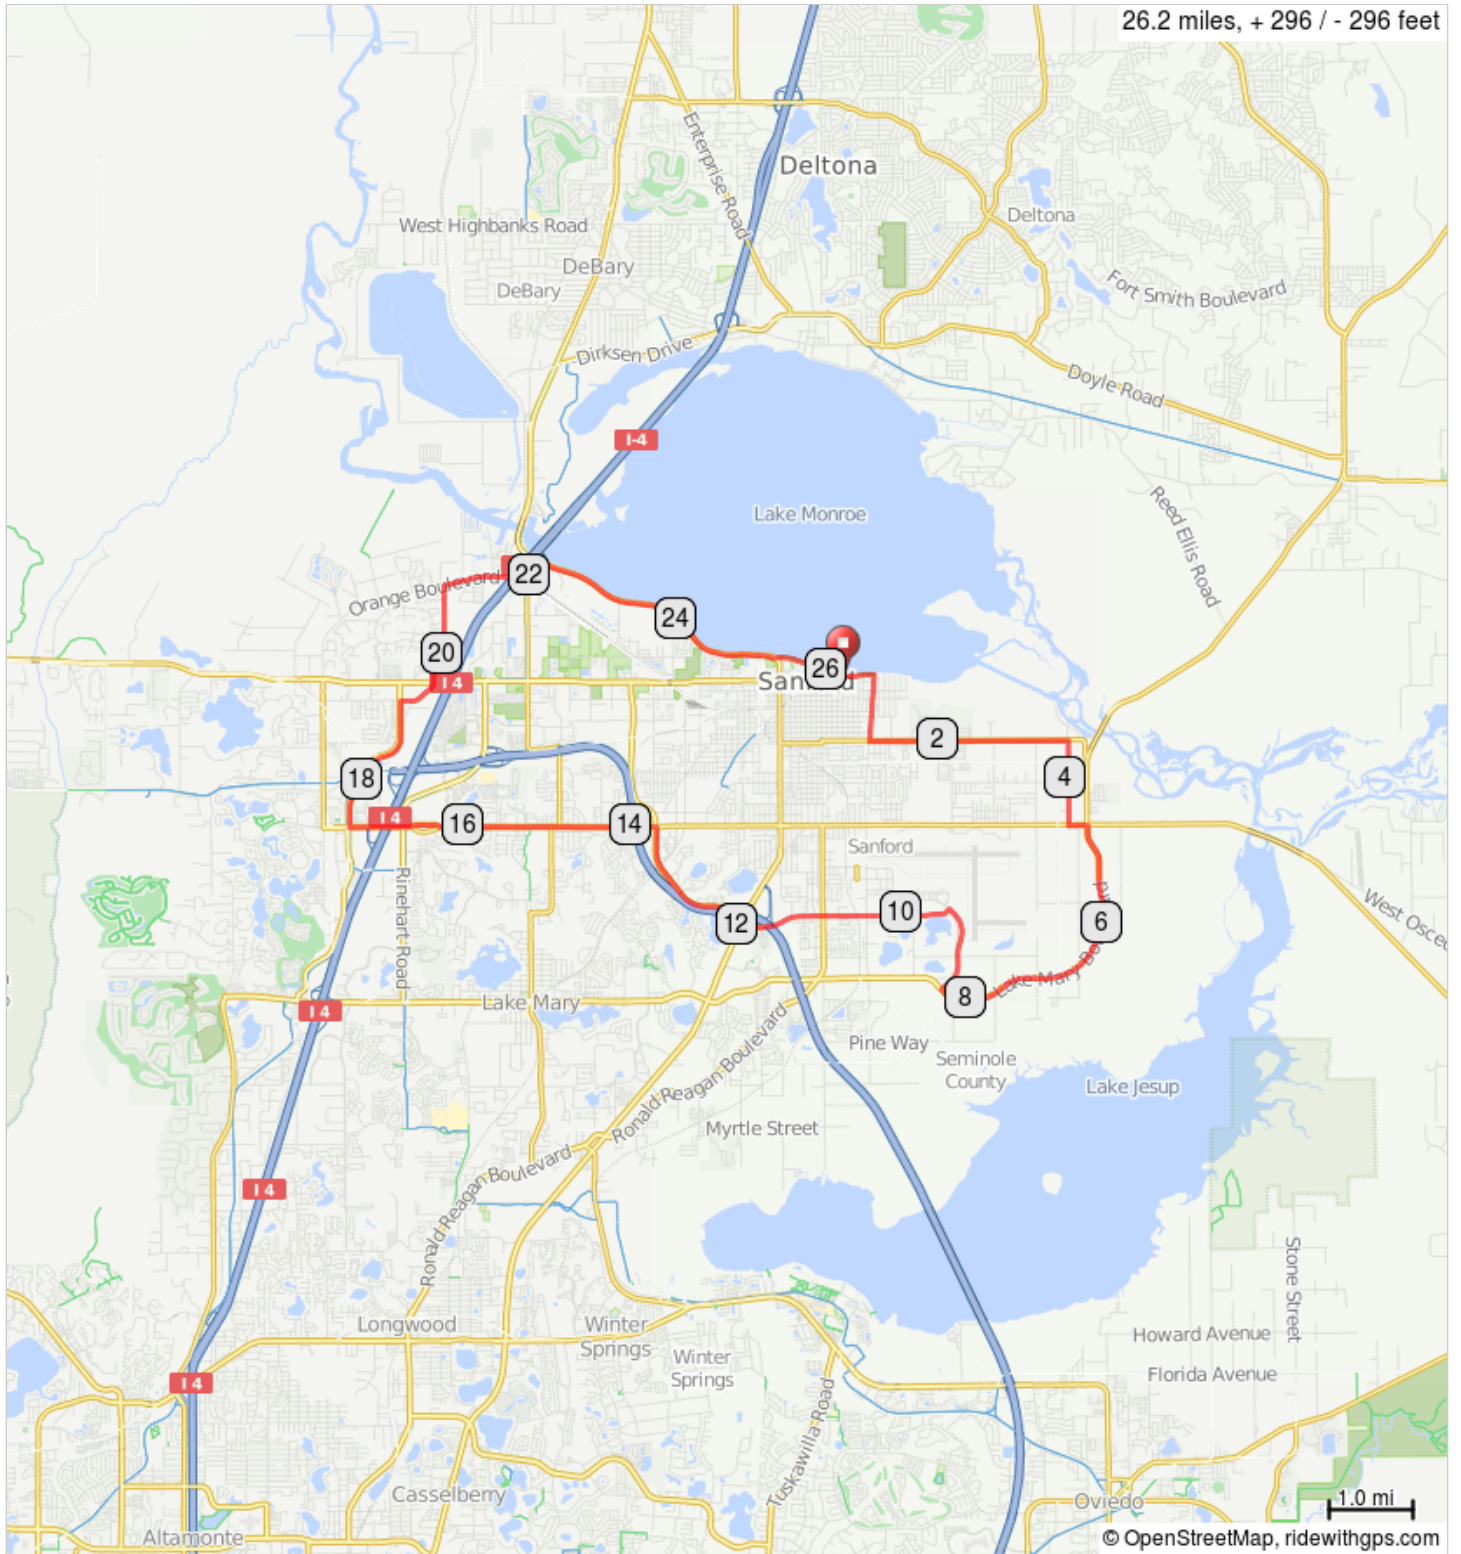 26.2 miles, + 296 / - 296 feet
Enterprise Road
Deltona
Deltona
West Highbanks Road
DeBary
DeBary
Fort Smith Boulevard
Dirksen Drive
Doyle Road
I-4
Lake Monroe
Reed Ellis Road
22
Orange Boulevard
24
20
26
I 4
2
18
4
I 4
16
14
Sanford
Rinehart Road
10
12
6
West Osce
Lake Mary Bo
8
Lake Mary
I 4
Pine Way
Seminole
County
Lake Jesup
Ronald Reagan Boulevard
Myrtle Street
Ronald Reagan Boulevard
I 4
Stone Street
Longwood
Winter
Springs
Howard Avenue
Winter
Springs
Florida Avenue
I 4
Tuskawilla Road
Casselberry
Oviedo
1.0 mi
Altamonte
© OpenStreetMap, ridewithgps.com